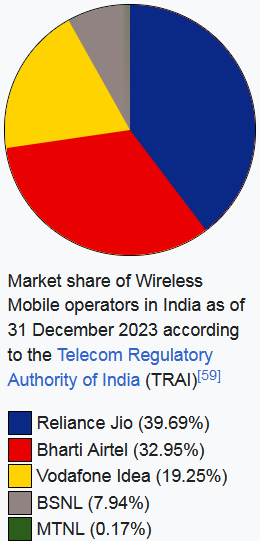 Market share of Wireless
Mobile operators in India as of
31 December 2023 according
to the Telecom Regulatory
Authority of India (TRAI)[59]
Reliance Jio (39.69%)
Bharti Airtel (32.95%)
Vodafone Idea (19.25%)
BSNL (7.94%)
MTNL (0.17%)